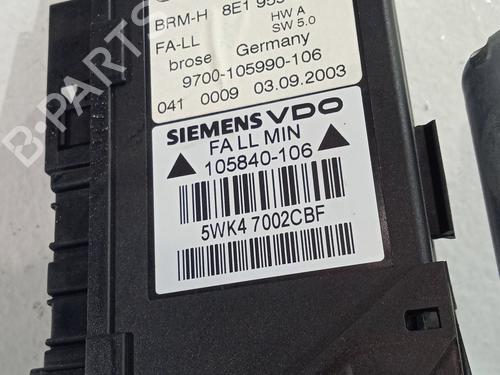 BRM-H 8E1 959
HW A
FA-LL SW 5.0
brose Germany
9700-105990-106
041 0009 03.09.2003
SIEMENS VDO
FA LL MIN
105840-106
5WK4 7002CBF
B-PARTS